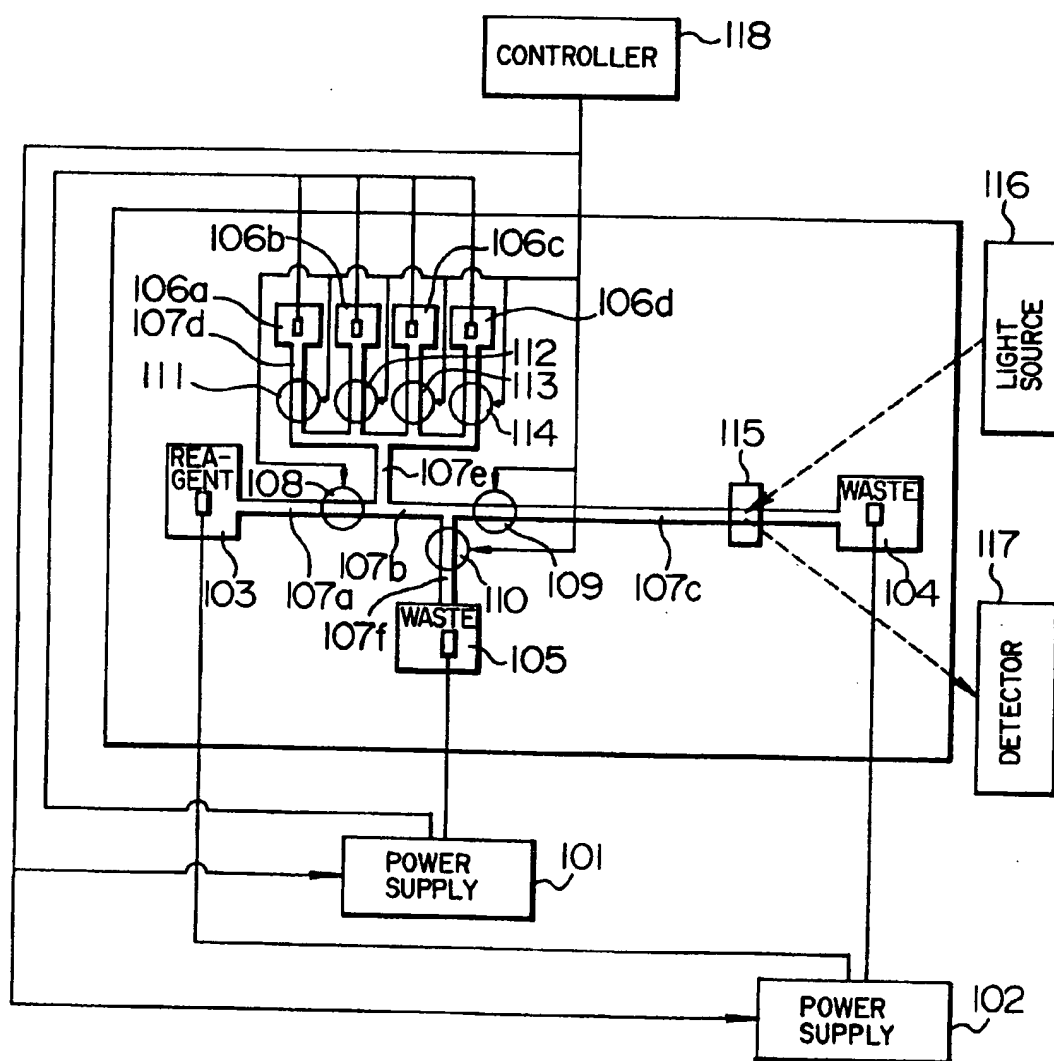 CONTROLLER
118
116
LIGHT
SOURCE
106b
106c
106a
107d
106d
112
111
113
114
REA-
GENT
108
107e
115
WASTE
117
DETECTOR
103
107a
107b
110
109
107c
104
107f
WASTE
105
POWER
SUPPLY
101
POWER
SUPPLY
102